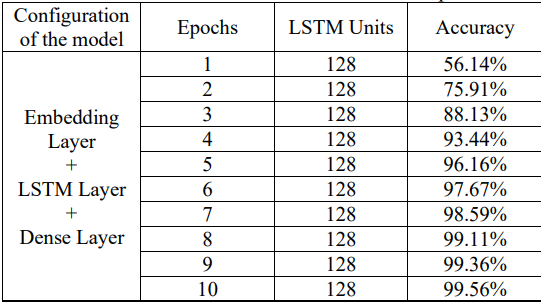 Configuration of the model Epochs LSTM Units Accuracy
Embedding Layer + LSTM Layer + Dense Layer
1 128 56.14%
2 128 75.91%
3 128 88.13%
4 128 93.44%
5 128 96.16%
6 128 97.67%
7 128 98.59%
8 128 99.11%
9 128 99.36%
10 128 99.56%